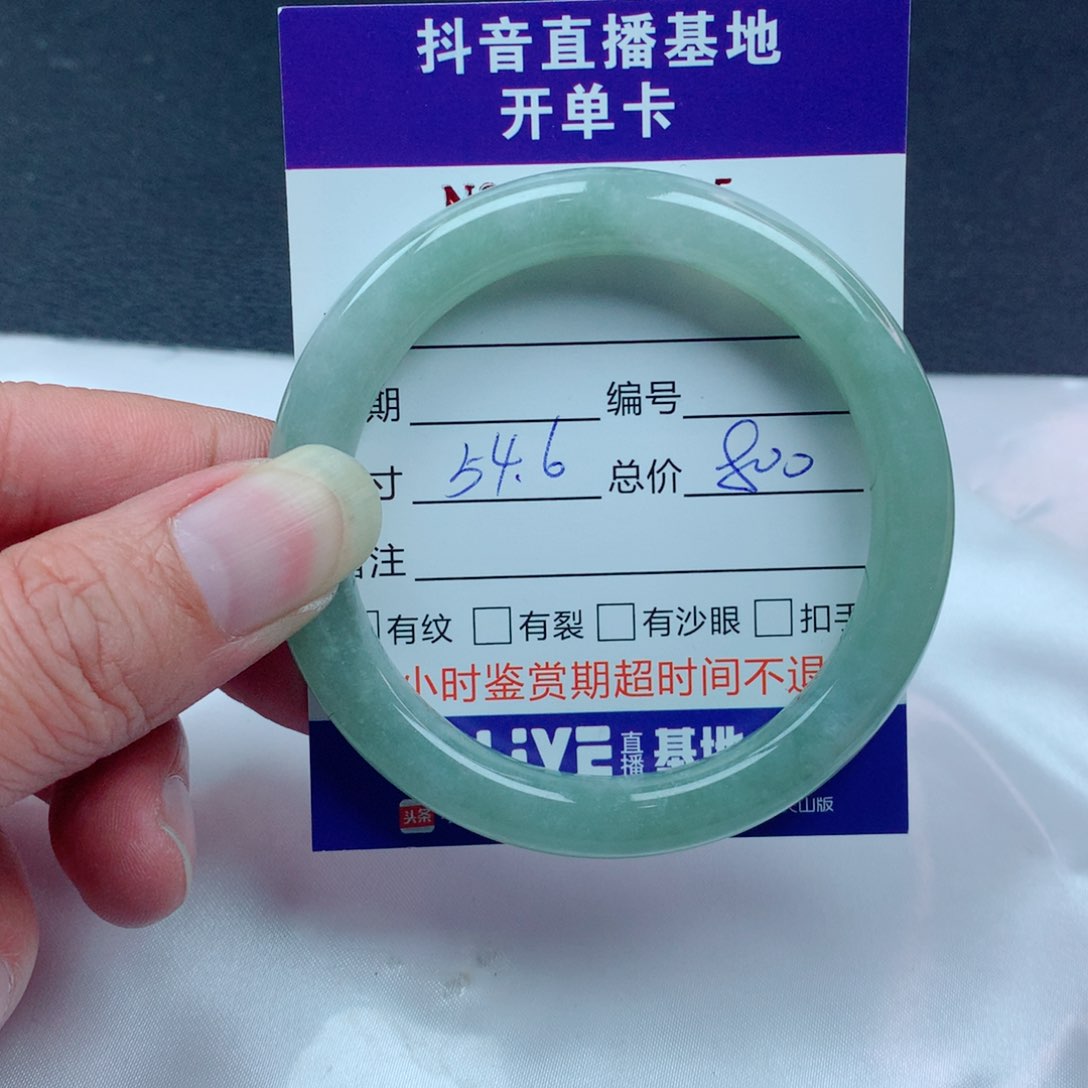 抖音直播基地
开单卡
期 编号
寸 54.6 总价 800
注
有纹 有裂 有沙眼 扣手
小时鉴赏期超时间不退
LiVE 直播 基地
头条